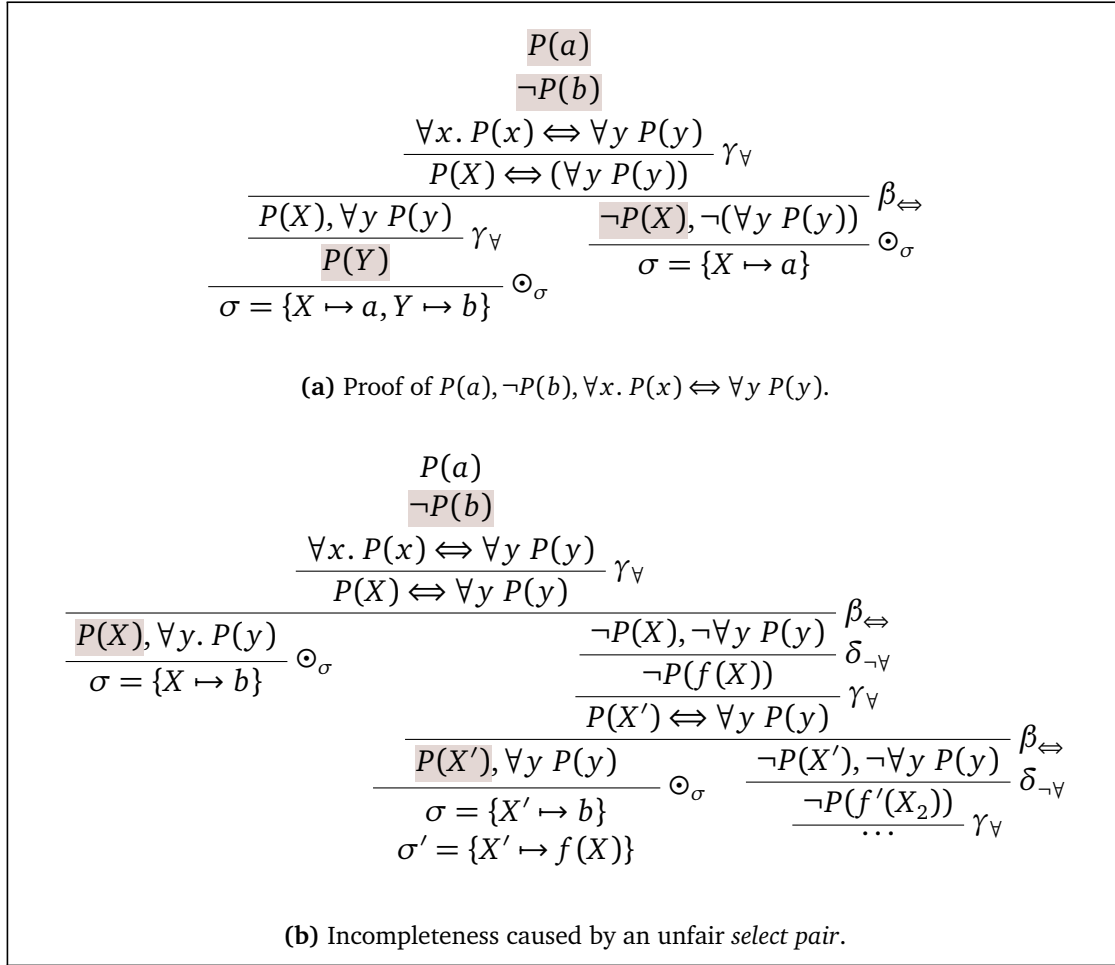 P(a)
¬P(b)
∀x. P(x) ⇔ ∀y P(y)
γ∀
P(X) ⇔ (∀y P(y))
β⇔
P(X), ∀y P(y)
γ∀
¬P(X), ¬(∀y P(y))
⊙σ
P(Y)
σ = {X ↦ a}
⊙σ
σ = {X ↦ a, Y ↦ b}
(a) Proof of P(a), ¬P(b), ∀x. P(x) ⇔ ∀y P(y).
P(a)
¬P(b)
∀x. P(x) ⇔ ∀y P(y)
γ∀
P(X) ⇔ ∀y P(y)
β⇔
P(X), ∀y. P(y)
⊙σ
¬P(X), ¬∀y P(y)
δ¬∀
σ = {X ↦ b}
¬P(f(X))
γ∀
P(X′) ⇔ ∀y P(y)
β⇔
P(X′), ∀y P(y)
⊙σ
¬P(X′), ¬∀y P(y)
δ¬∀
σ = {X′ ↦ b}
¬P(f′(X₂))
γ∀
σ′ = {X′ ↦ f(X)}
...
(b) Incompleteness caused by an unfair select pair.